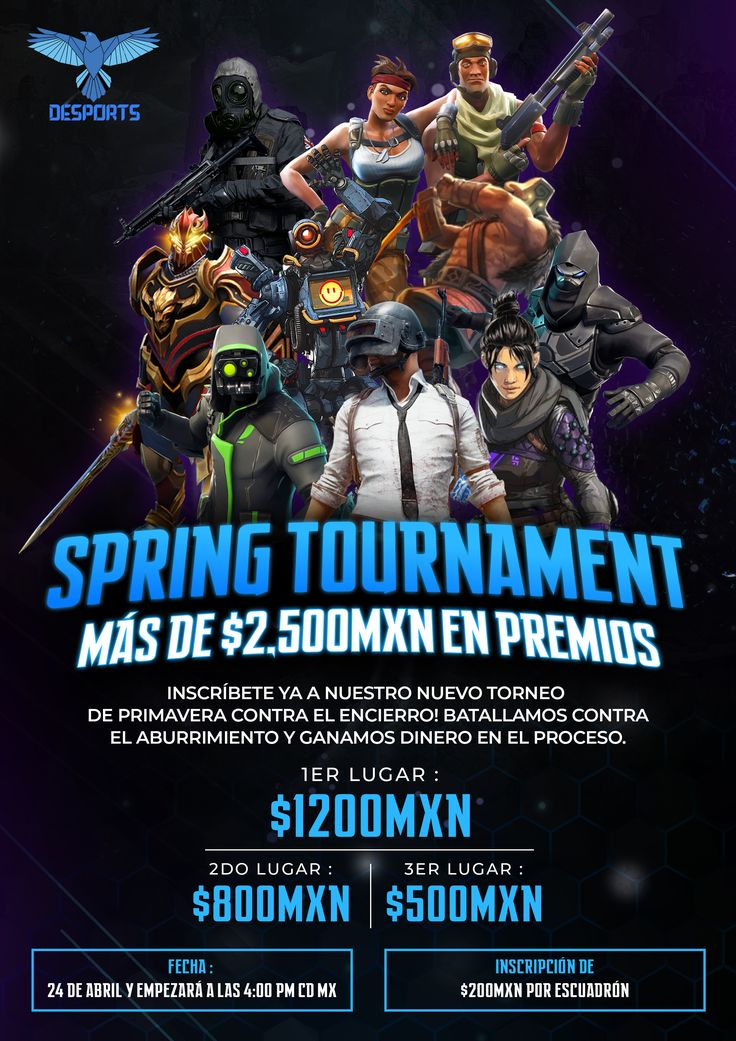 DESPORTS
SPRING TOURNAMENT
MÁS DE $2,500MXN EN PREMIOS
INSCRÍBETE YA A NUESTRO NUEVO TORNEO
DE PRIMAVERA CONTRA EL ENCIERRO! BATALLAMOS CONTRA
EL ABURRIMIENTO Y GANAMOS DINERO EN EL PROCESO.
1ER LUGAR :
$1200MXN
2DO LUGAR :
$800MXN
3ER LUGAR :
$500MXN
FECHA :
24 DE ABRIL Y EMPEZARÁ A LAS 4:00 PM CD MX
INSCRIPCIÓN DE
$200MXN POR ESCUADRÓN